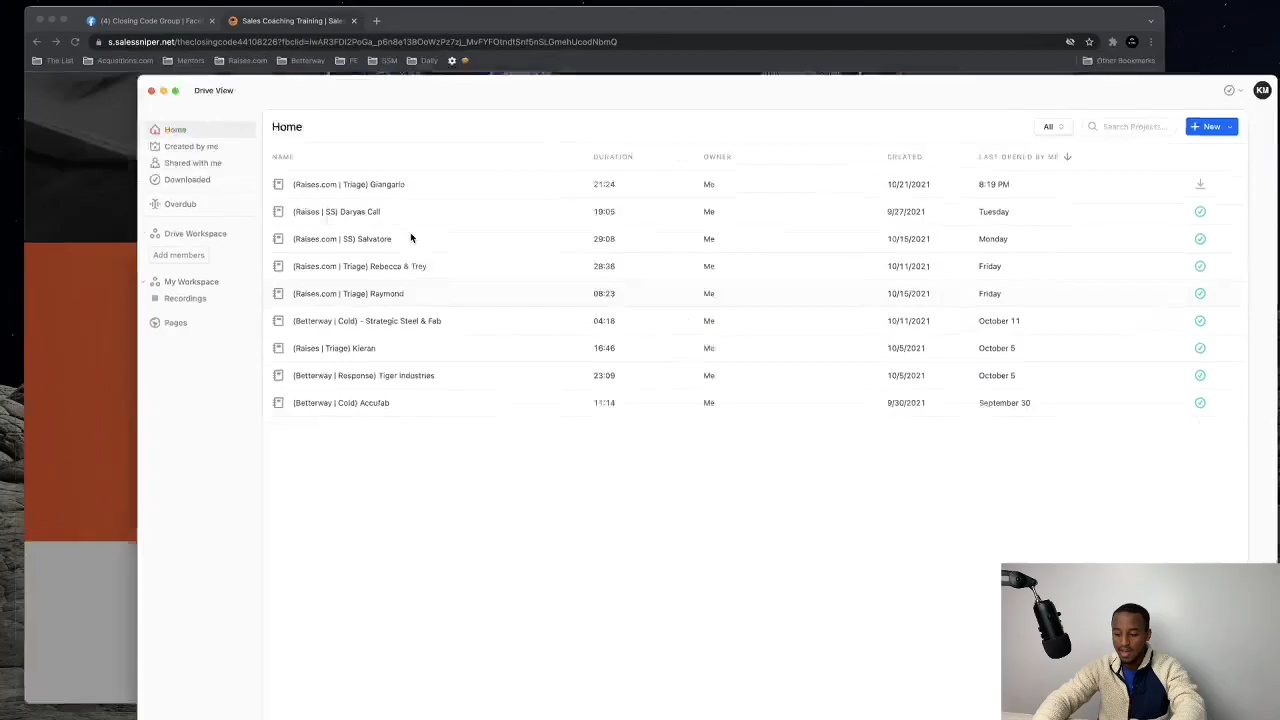 (4) Closing Code Group | Face
Sales Coaching Training | Sales
The List
Acquisitions.com
Mentors
Raises.com
Betterway
PE
SSM
Daily
Other Bookmarks
Drive View
KM
Home
Created by me
Shared with me
Downloaded
Overdub
Drive Workspace
Add members
My Workspace
Recordings
Pages
Home
All
Search Projects...
New
NAME DURATION OWNER CREATED LAST OPENED BY ME
(Raises.com | Triage) Giangarlo 21:24 Me 10/21/2021 8:19 PM
(Raises | SS) Daryas Call 19:05 Me 9/27/2021 Tuesday
(Raises.com | SS) Salvatore 29:08 Me 10/15/2021 Monday
(Raises.com | Triage) Rebecca & Trey 28:36 Me 10/11/2021 Friday
(Raises.com | Triage) Raymond 08:23 Me 10/15/2021 Friday
(Betterway | Cold) - Strategic Steel & Fab 04:18 Me 10/11/2021 October 11
(Raises | Triage) Kieran 16:46 Me 10/5/2021 October 5
(Betterway | Response) Tiger Industries 23:09 Me 10/5/2021 October 5
(Betterway | Cold) Accufab 11:14 Me 9/30/2021 September 30